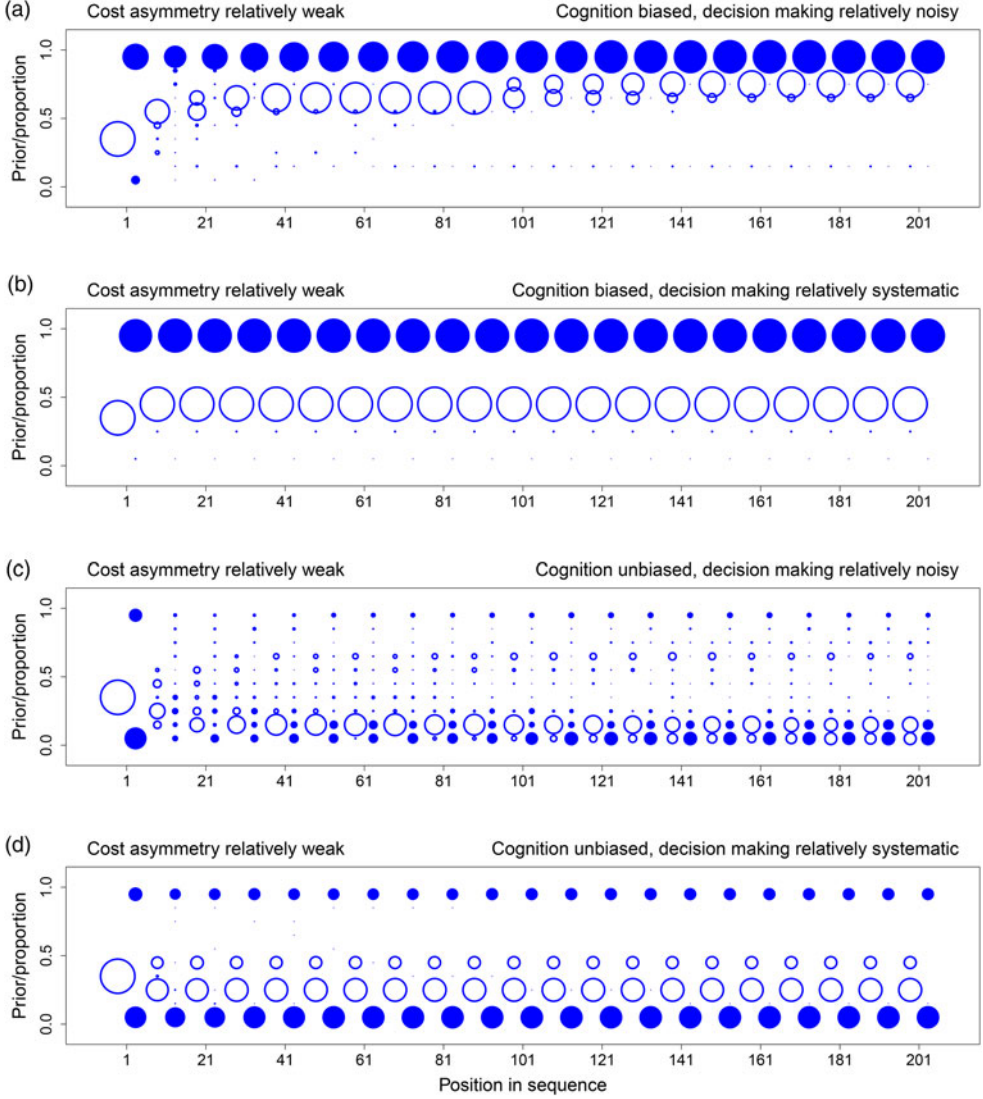 (a)
Cost asymmetry relatively weak Cognition biased, decision making relatively noisy
Prior/proportion
1.0
0.5
0.0
1 21 41 61 81 101 121 141 161 181 201
(b)
Cost asymmetry relatively weak Cognition biased, decision making relatively systematic
Prior/proportion
1.0
0.5
0.0
1 21 41 61 81 101 121 141 161 181 201
(c)
Cost asymmetry relatively weak Cognition unbiased, decision making relatively noisy
Prior/proportion
1.0
0.5
0.0
1 21 41 61 81 101 121 141 161 181 201
(d)
Cost asymmetry relatively weak Cognition unbiased, decision making relatively systematic
Prior/proportion
1.0
0.5
0.0
1 21 41 61 81 101 121 141 161 181 201
Position in sequence